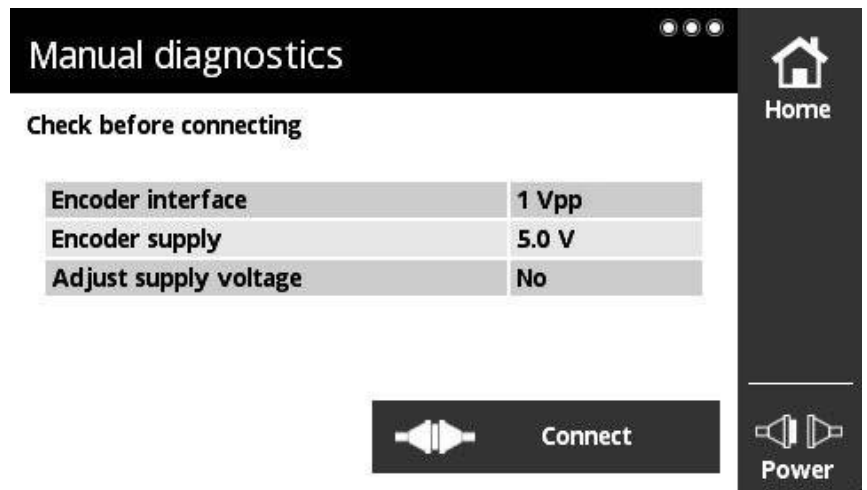 Manual diagnostics
Home
Check before connecting
Encoder interface 1 Vpp
Encoder supply 5.0 V
Adjust supply voltage No
Connect
Power